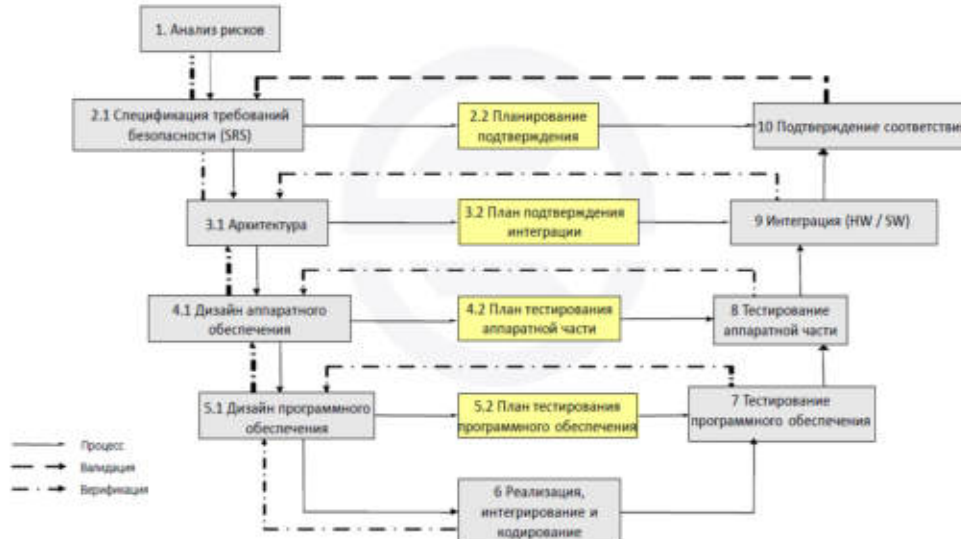 1. Анализ рисков
2.1 Спецификация требований
безопасности (SRS)
2.2 Планирование
подтверждения
10 Подтверждение соответствия
3.1 Архитектура
3.2 План подтверждения
интеграции
9 Интеграция (HW / SW)
4.1 Дизайн аппаратного
обеспечения
4.2 План тестирования
аппаратной части
8 Тестирование
аппаратной части
5.1 Дизайн программного
обеспечения
5.2 План тестирования
программного обеспечения
7 Тестирование
программного обеспечения
6 Реализация,
интегрирование и
кодирование
Процесс
Валидация
Верификация